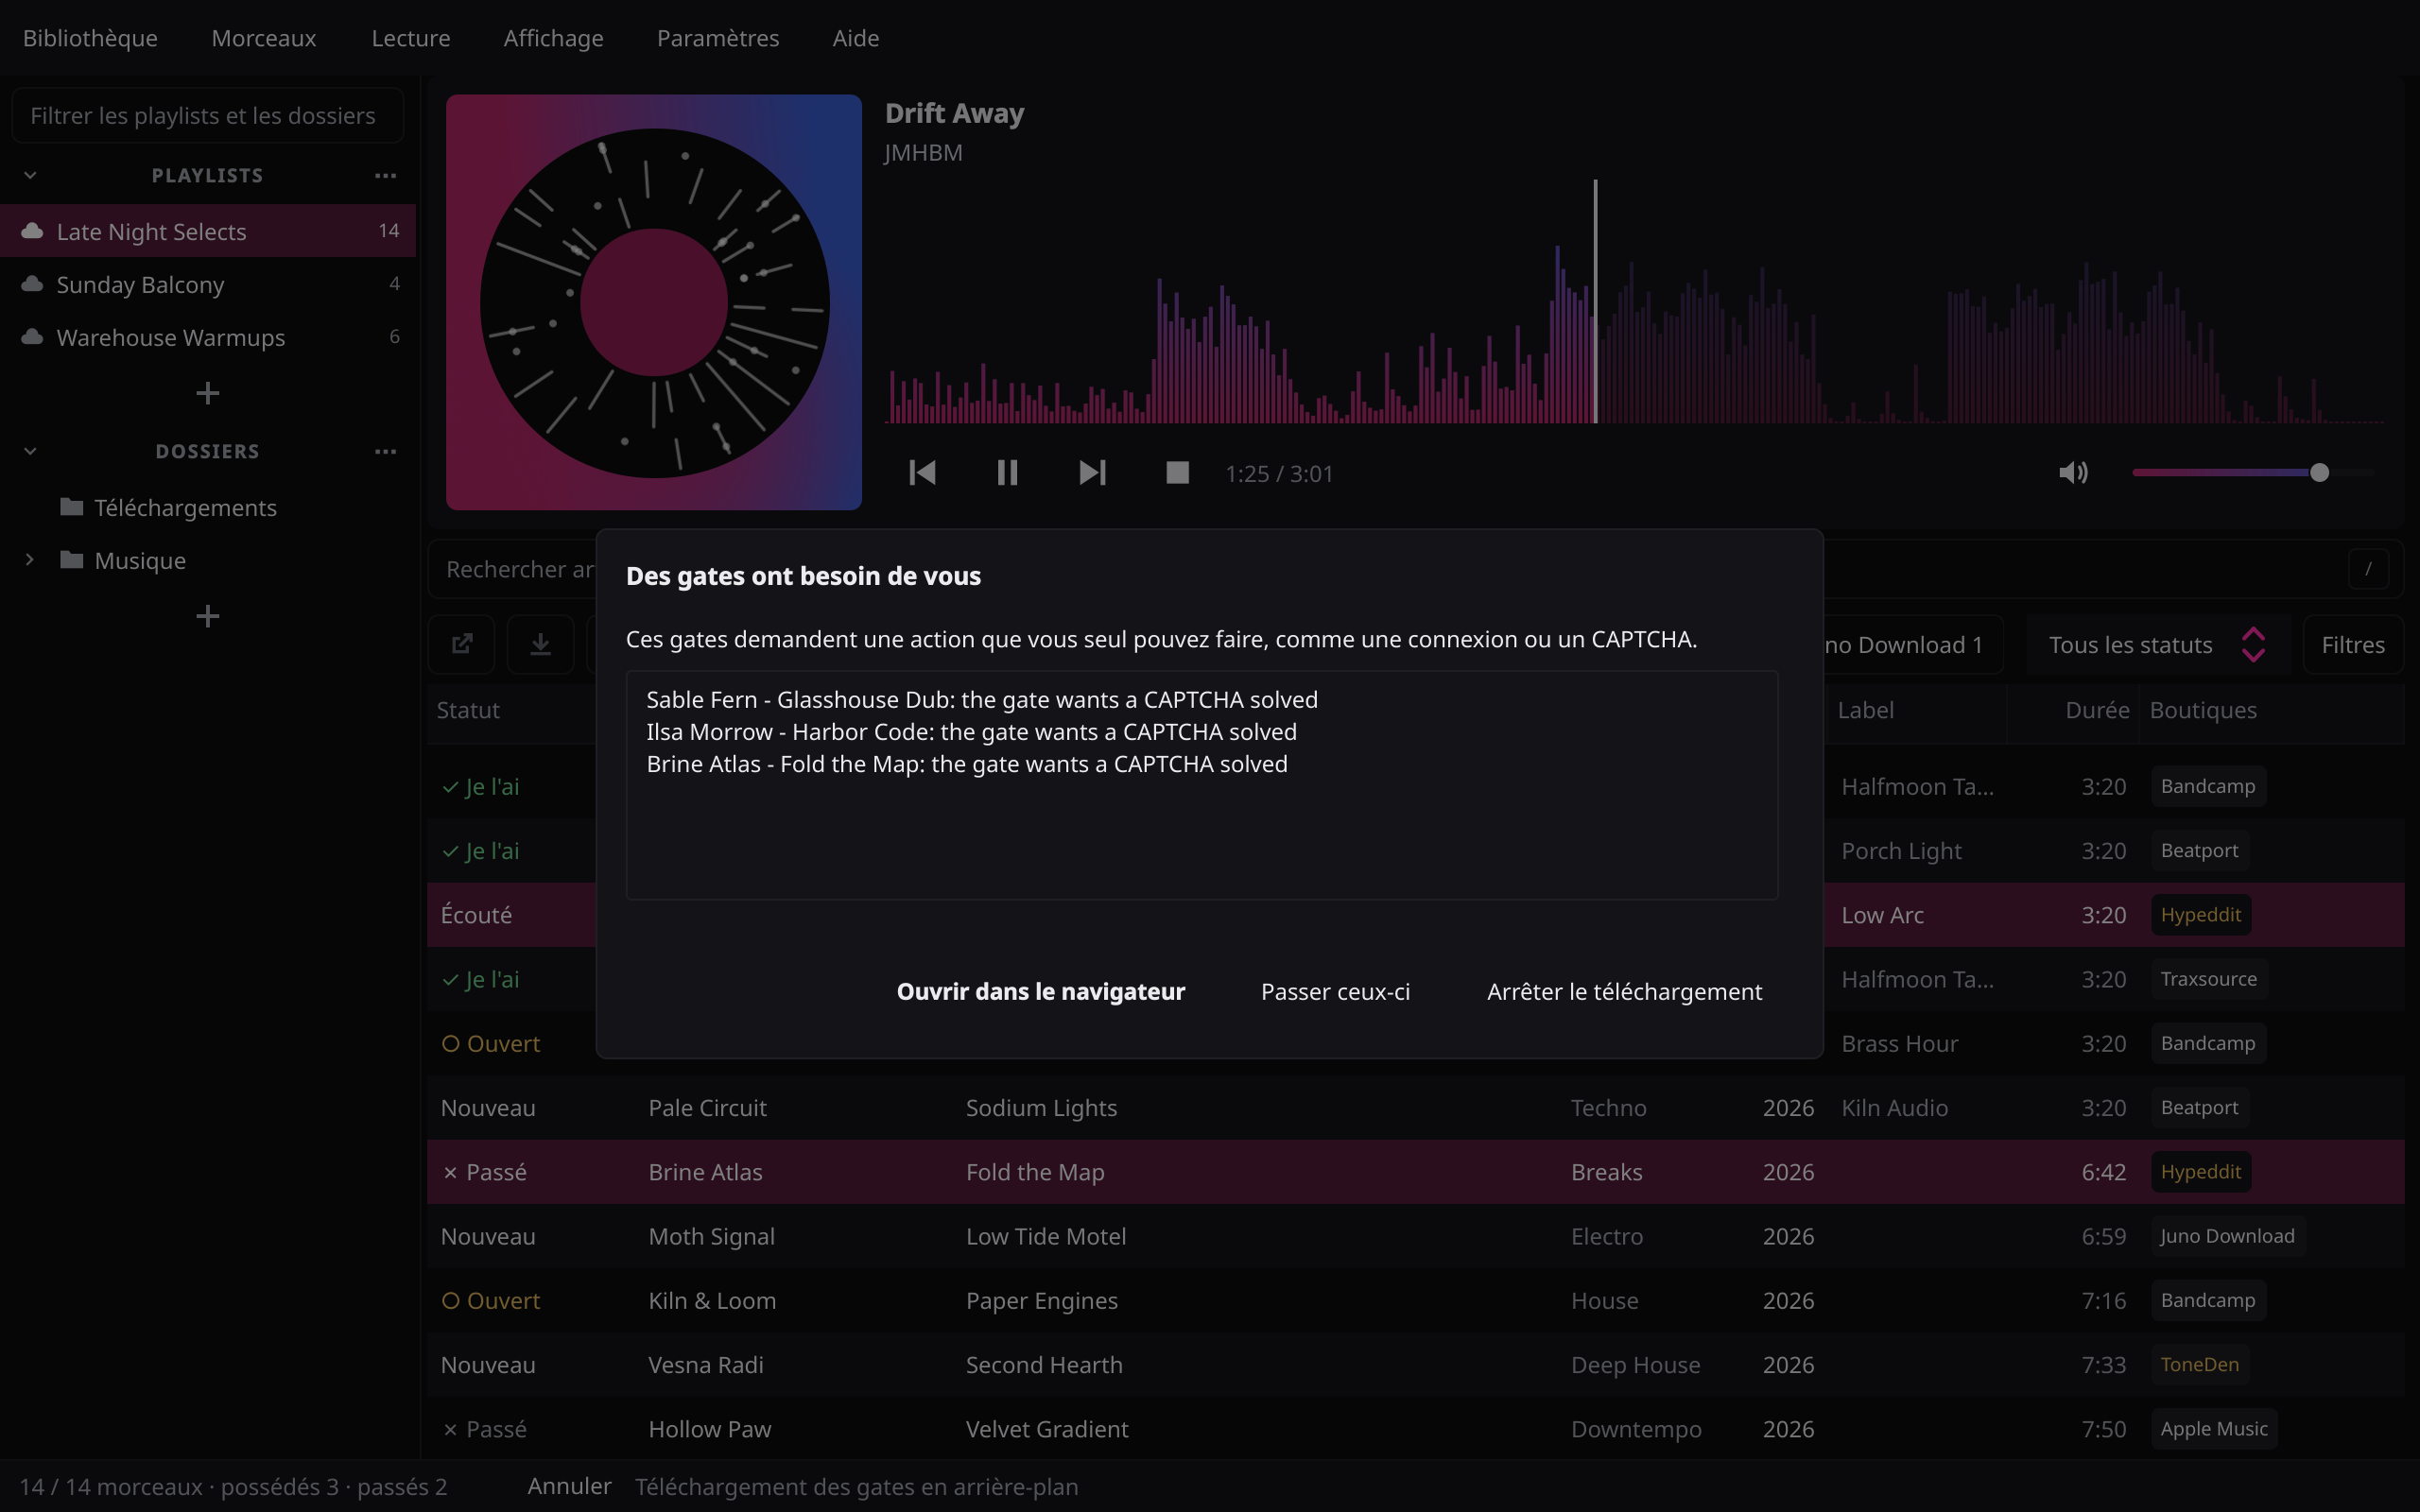 Bibliothèque Morceaux Lecture Affichage Paramètres Aide
Filtrer les playlists et les dossiers
PLAYLISTS
Late Night Selects 14
Sunday Balcony 4
Warehouse Warmups 6
DOSSIERS
Téléchargements
Musique
Drift Away
JMHBM
1:25 / 3:01
Rechercher ar /
no Download 1 Tous les statuts Filtres
Statut Label Durée Boutiques
✓ Je l'ai Halfmoon Ta... 3:20 Bandcamp
✓ Je l'ai Porch Light 3:20 Beatport
Écouté Low Arc 3:20 Hypeddit
✓ Je l'ai Halfmoon Ta... 3:20 Traxsource
Ouvert Brass Hour 3:20 Bandcamp
Nouveau Pale Circuit Sodium Lights Techno 2026 Kiln Audio 3:20 Beatport
× Passé Brine Atlas Fold the Map Breaks 2026 6:42 Hypeddit
Nouveau Moth Signal Low Tide Motel Electro 2026 6:59 Juno Download
Ouvert Kiln & Loom Paper Engines House 2026 7:16 Bandcamp
Nouveau Vesna Radi Second Hearth Deep House 2026 7:33 ToneDen
× Passé Hollow Paw Velvet Gradient Downtempo 2026 7:50 Apple Music
Des gates ont besoin de vous
Ces gates demandent une action que vous seul pouvez faire, comme une connexion ou un CAPTCHA.
Sable Fern - Glasshouse Dub: the gate wants a CAPTCHA solved
Ilsa Morrow - Harbor Code: the gate wants a CAPTCHA solved
Brine Atlas - Fold the Map: the gate wants a CAPTCHA solved
Ouvrir dans le navigateur Passer ceux-ci Arrêter le téléchargement
14 / 14 morceaux · possédés 3 · passés 2 Annuler Téléchargement des gates en arrière-plan